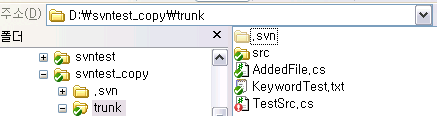 주소(D) D:₩svntest_copy₩trunk
폴더
svntest
svntest_copy
.svn
trunk
.svn
src
AddedFile.cs
KeywordTest.txt
TestSrc.cs